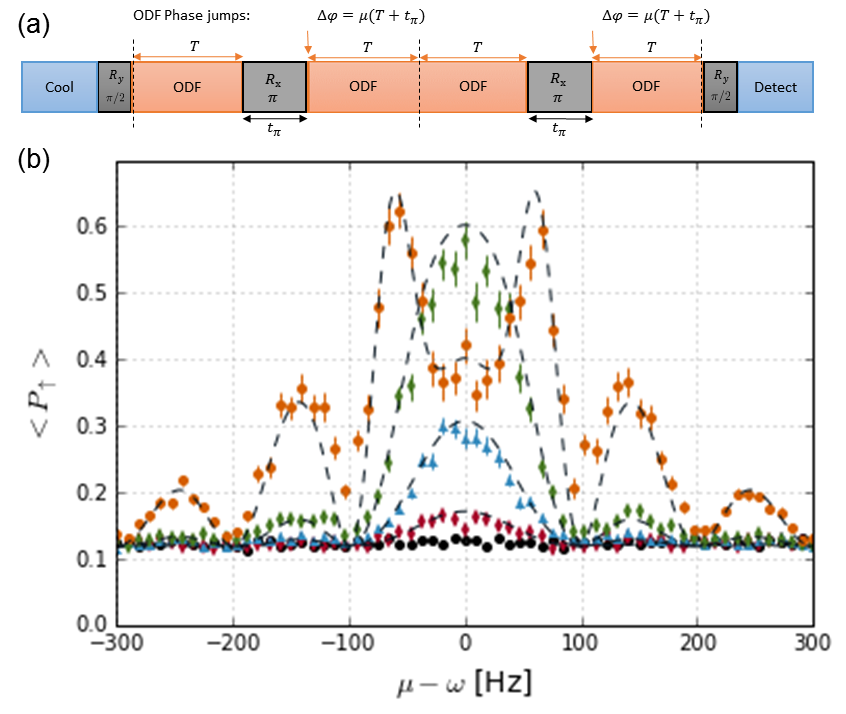 (a)
ODF Phase jumps:
Δφ = μ(T + tπ)
Δφ = μ(T + tπ)
T
T
T
T
Cool
Ry
π/2
ODF
Rx
π
ODF
ODF
Rx
π
ODF
Ry
π/2
Detect
tπ
tπ
(b)
0.6
0.5
0.4
0.3
0.2
0.1
0.0
< P↑ >
−300
−200
−100
0
100
200
300
μ − ω [Hz]